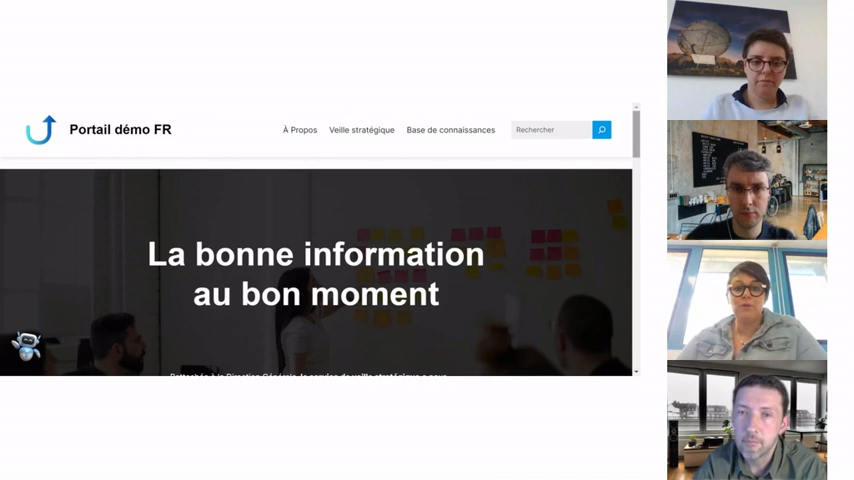 Portail démo FR
À Propos
Veille stratégique
Base de connaissances
Rechercher
La bonne information
au bon moment